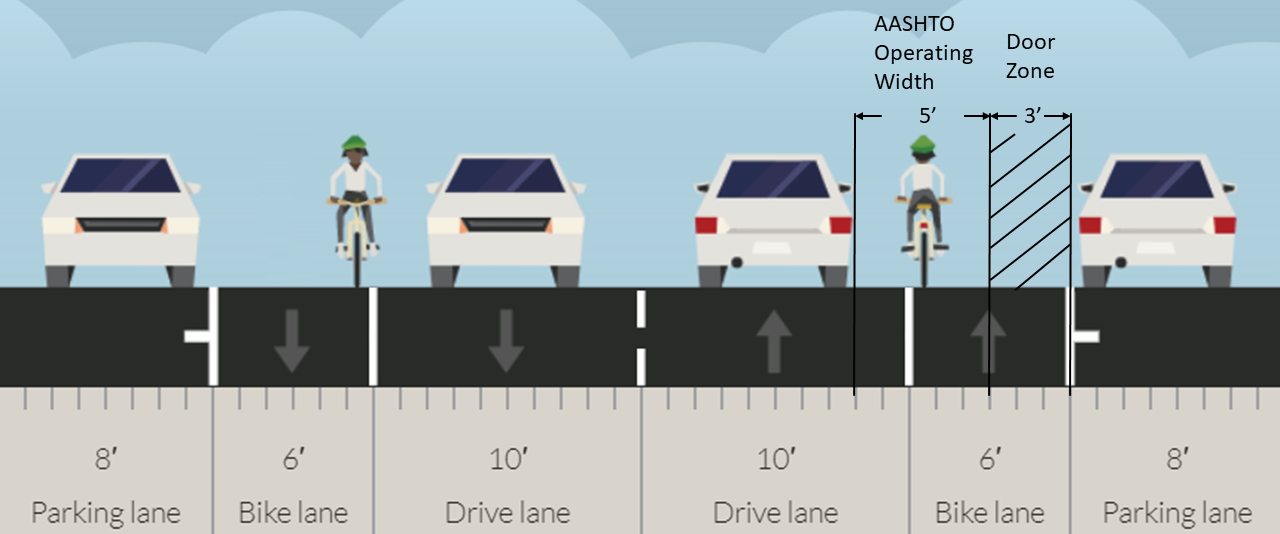 AASHTO
Operating
Width
Door
Zone
5’
3’
8′
6′
10′
10′
6′
8′
Parking lane
Bike lane
Drive lane
Drive lane
Bike lane
Parking lane